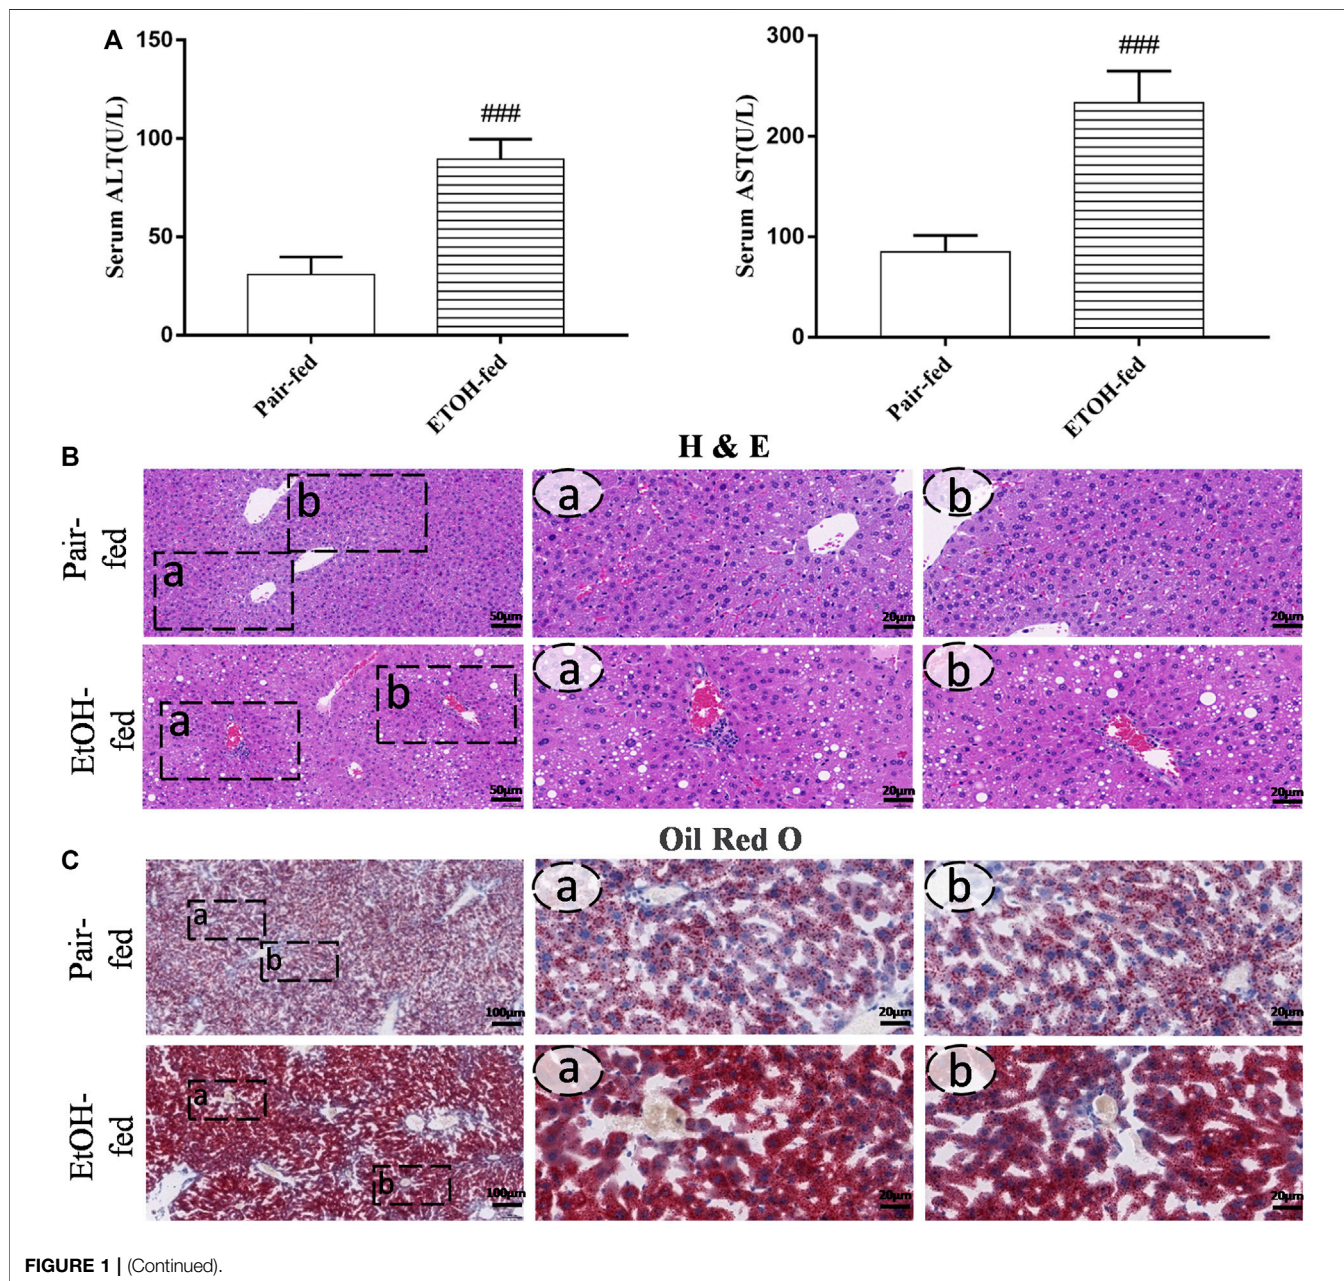 A
150
100
50
0
Serum ALT(U/L)
###
Pair-fed
ETOH-fed
300
200
100
0
Serum AST(U/L)
###
Pair-fed
ETOH-fed
B
H & E
Pair-
fed
a
b
50μm
a
20μm
b
20μm
EtOH-
fed
a
b
50μm
a
20μm
b
20μm
C
Oil Red O
Pair-
fed
a
b
100μm
a
20μm
b
20μm
EtOH-
fed
a
b
100μm
a
20μm
b
20μm
FIGURE 1 | (Continued).